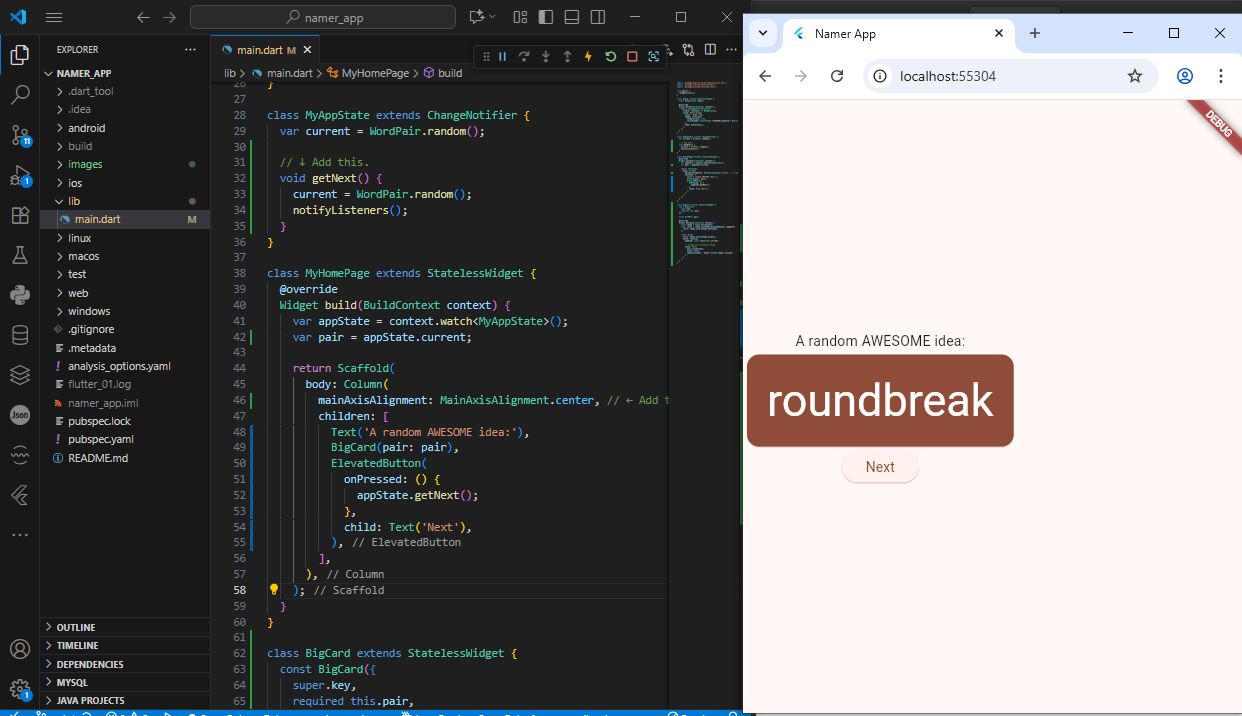 namer_app
EXPLORER
NAMER_APP
.dart_tool
.idea
android
build
images
ios
lib
main.dart M
linux
macos
test
web
windows
.gitignore
.metadata
analysis_options.yaml
flutter_01.log
namer_app.iml
pubspec.lock
pubspec.yaml
README.md
OUTLINE
TIMELINE
DEPENDENCIES
MYSQL
JAVA PROJECTS
11
1
Json
1
main.dart M
lib > main.dart > MyHomePage > build
26 }
27
28 class MyAppState extends ChangeNotifier {
29 var current = WordPair.random();
30
31 // ↓ Add this.
32 void getNext() {
33 current = WordPair.random();
34 notifyListeners();
35 }
36 }
37
38 class MyHomePage extends StatelessWidget {
39 @override
40 Widget build(BuildContext context) {
41 var appState = context.watch<MyAppState>();
42 var pair = appState.current;
43
44 return Scaffold(
45 body: Column(
46 mainAxisAlignment: MainAxisAlignment.center, // ← Add t
47 children: [
48 Text('A random AWESOME idea:'),
49 BigCard(pair: pair),
50 ElevatedButton(
51 onPressed: () {
52 appState.getNext();
53 },
54 child: Text('Next'),
55 ), // ElevatedButton
56 ],
57 ), // Column
58 ); // Scaffold
59 }
60 }
61
62 class BigCard extends StatelessWidget {
63 const BigCard({
64 super.key,
65 required this.pair,
Namer App
localhost:55304
DEBUG
A random AWESOME idea:
roundbreak
Next